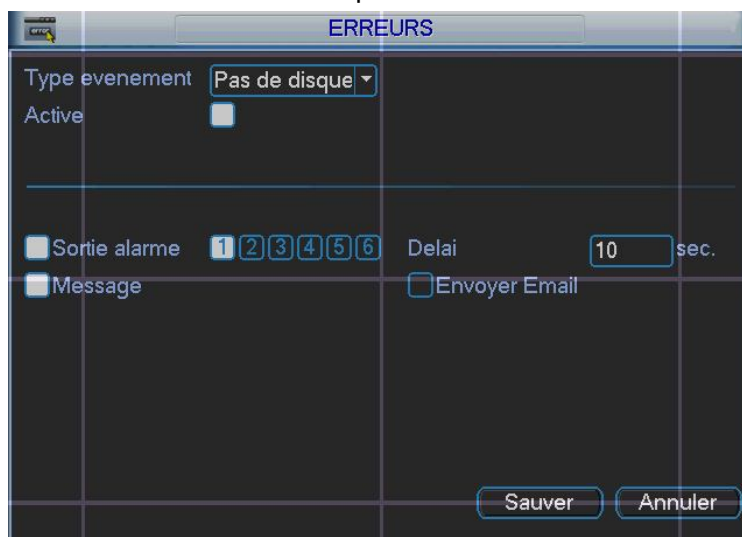 ERREURS
Type evenement Pas de disque
Active
Sortie alarme 1 2 3 4 5 6 Delai 10 sec.
Message Envoyer Email
Sauver Annuler